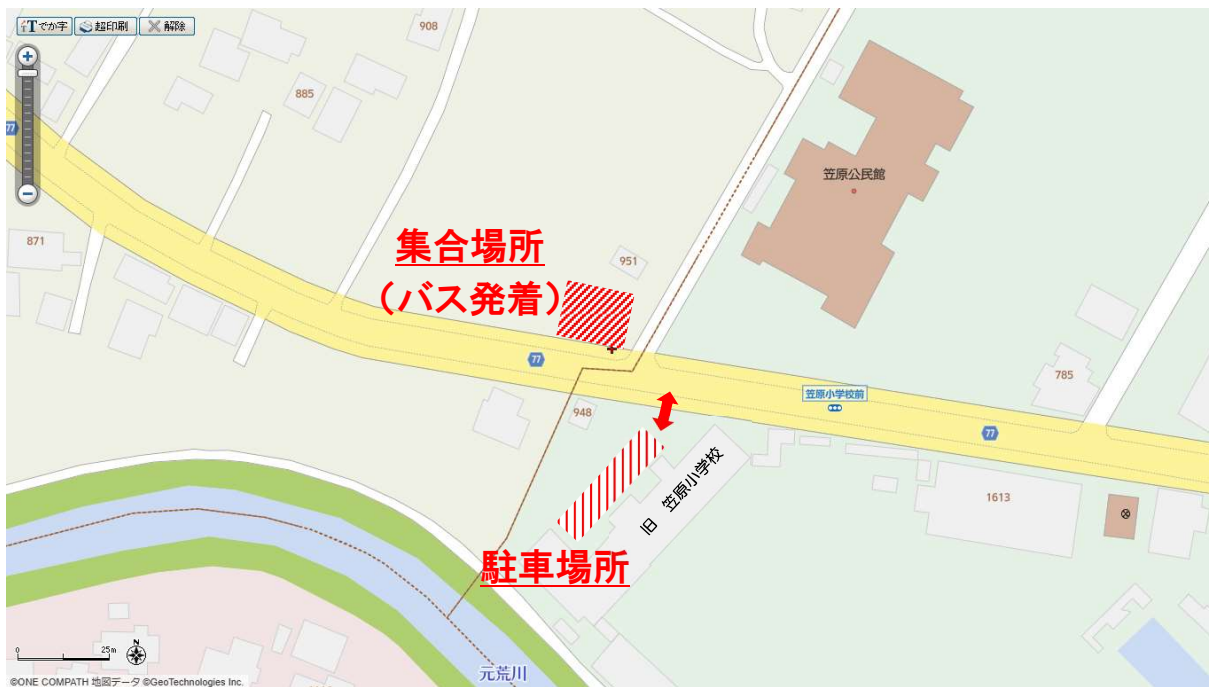 でか字 超印刷 解除
908
885
77
笠原公民館
871
集合場所
951
（バス発着）
77
785
笠原小学校前
948
77
旧 笠原小学校
1613
駐車場所
0 25m
N
元荒川
©ONE COMPATH 地図データ ©GeoTechnologies Inc.